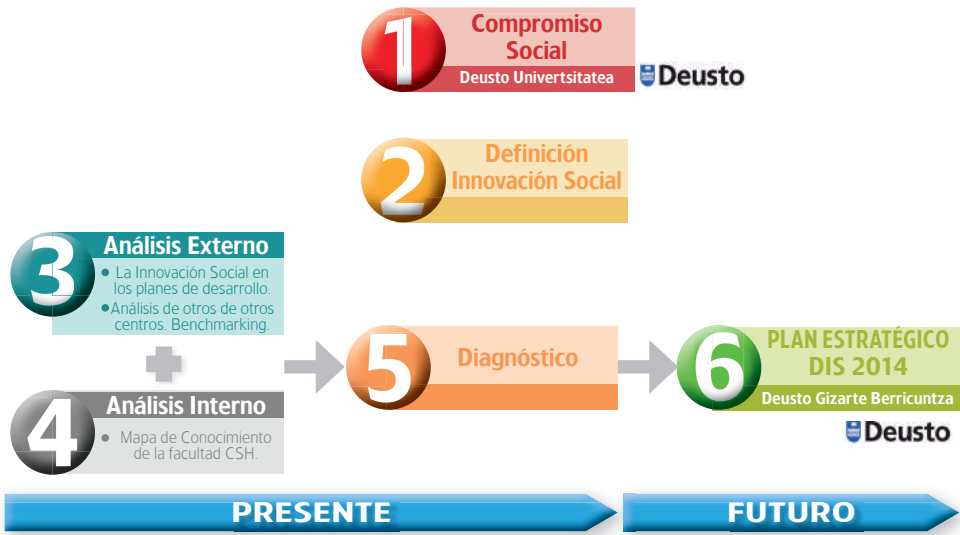 1
Compromiso
Social
Deusto Univertsitatea
Deusto
2
Definición
Innovación Social
3
Análisis Externo
• La Innovación Social en
los planes de desarrollo.
• Análisis de otros de otros
centros. Benchmarking.
4
Análisis Interno
• Mapa de Conocimiento
de la facultad CSH.
5
Diagnóstico
6
PLAN ESTRATÉGICO
DIS 2014
Deusto Gizarte Berricuntza
Deusto
PRESENTE
FUTURO